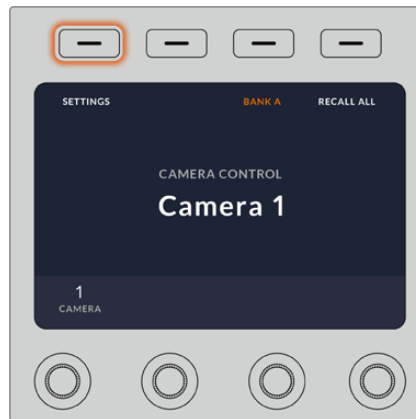 SETTINGS BANK A RECALL ALL
CAMERA CONTROL
Camera 1
1
CAMERA